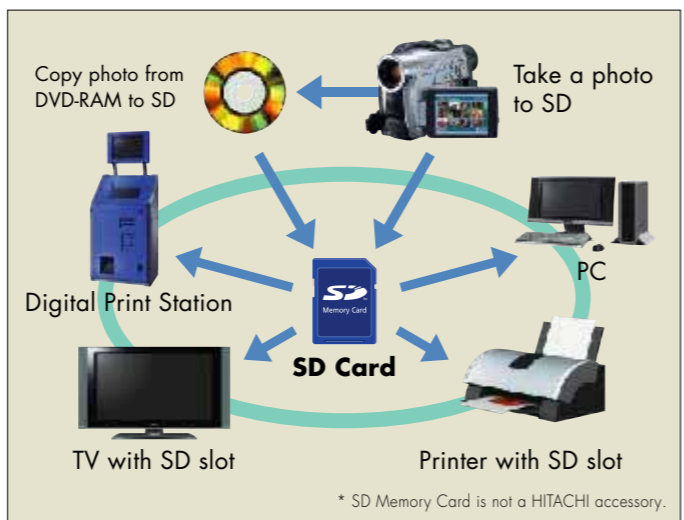 Copy photo from
DVD-RAM to SD
Take a photo
to SD
Digital Print Station
PC
SD
Memory Card
SD Card
TV with SD slot
Printer with SD slot
* SD Memory Card is not a HITACHI accessory.